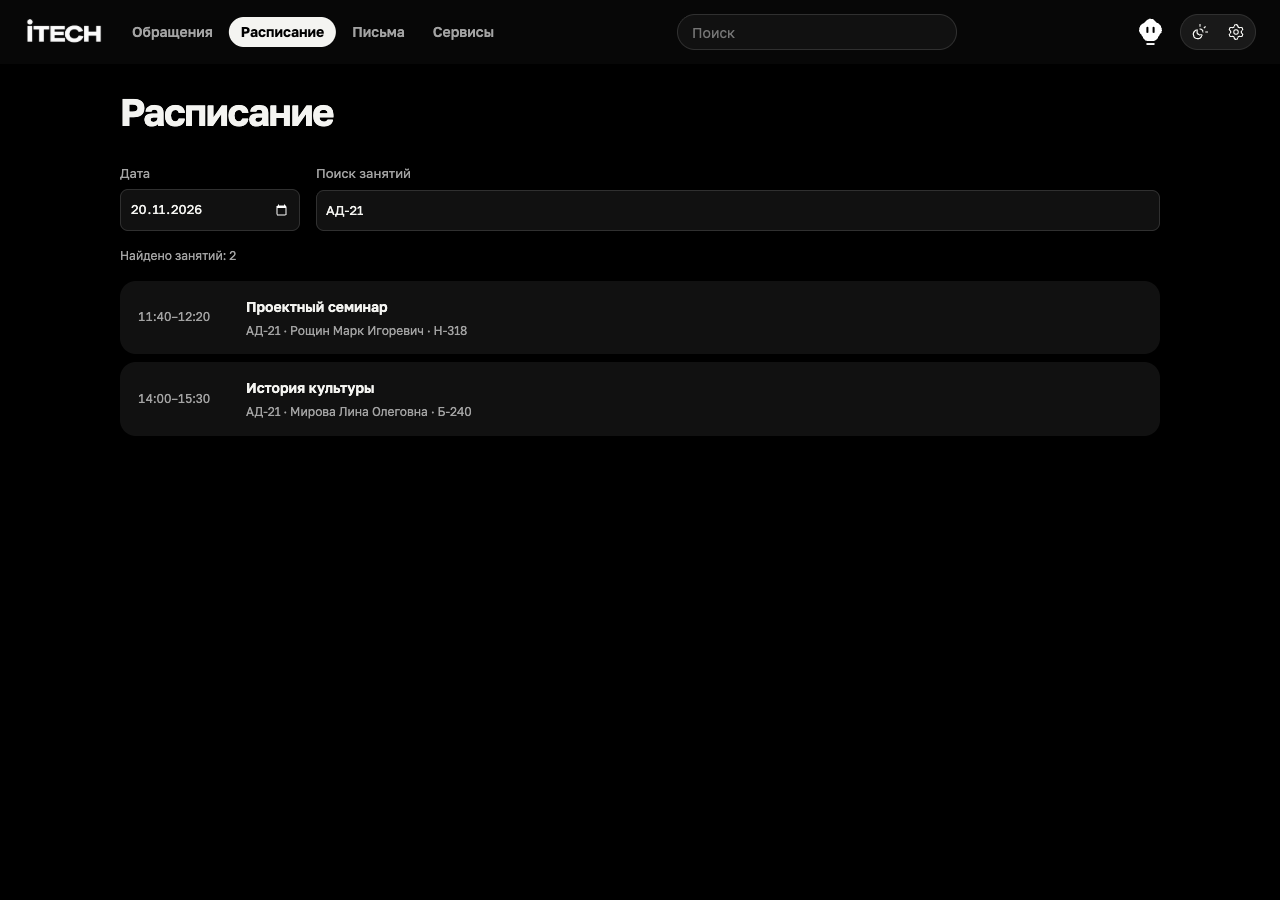 iTECH Обращения Расписание Письма Сервисы Поиск
Расписание
Дата Поиск занятий
20.11.2026 АД-21
Найдено занятий: 2
11:40–12:20 Проектный семинар
АД-21 · Рощин Марк Игоревич · Н-318
14:00–15:30 История культуры
АД-21 · Мирова Лина Олеговна · Б-240